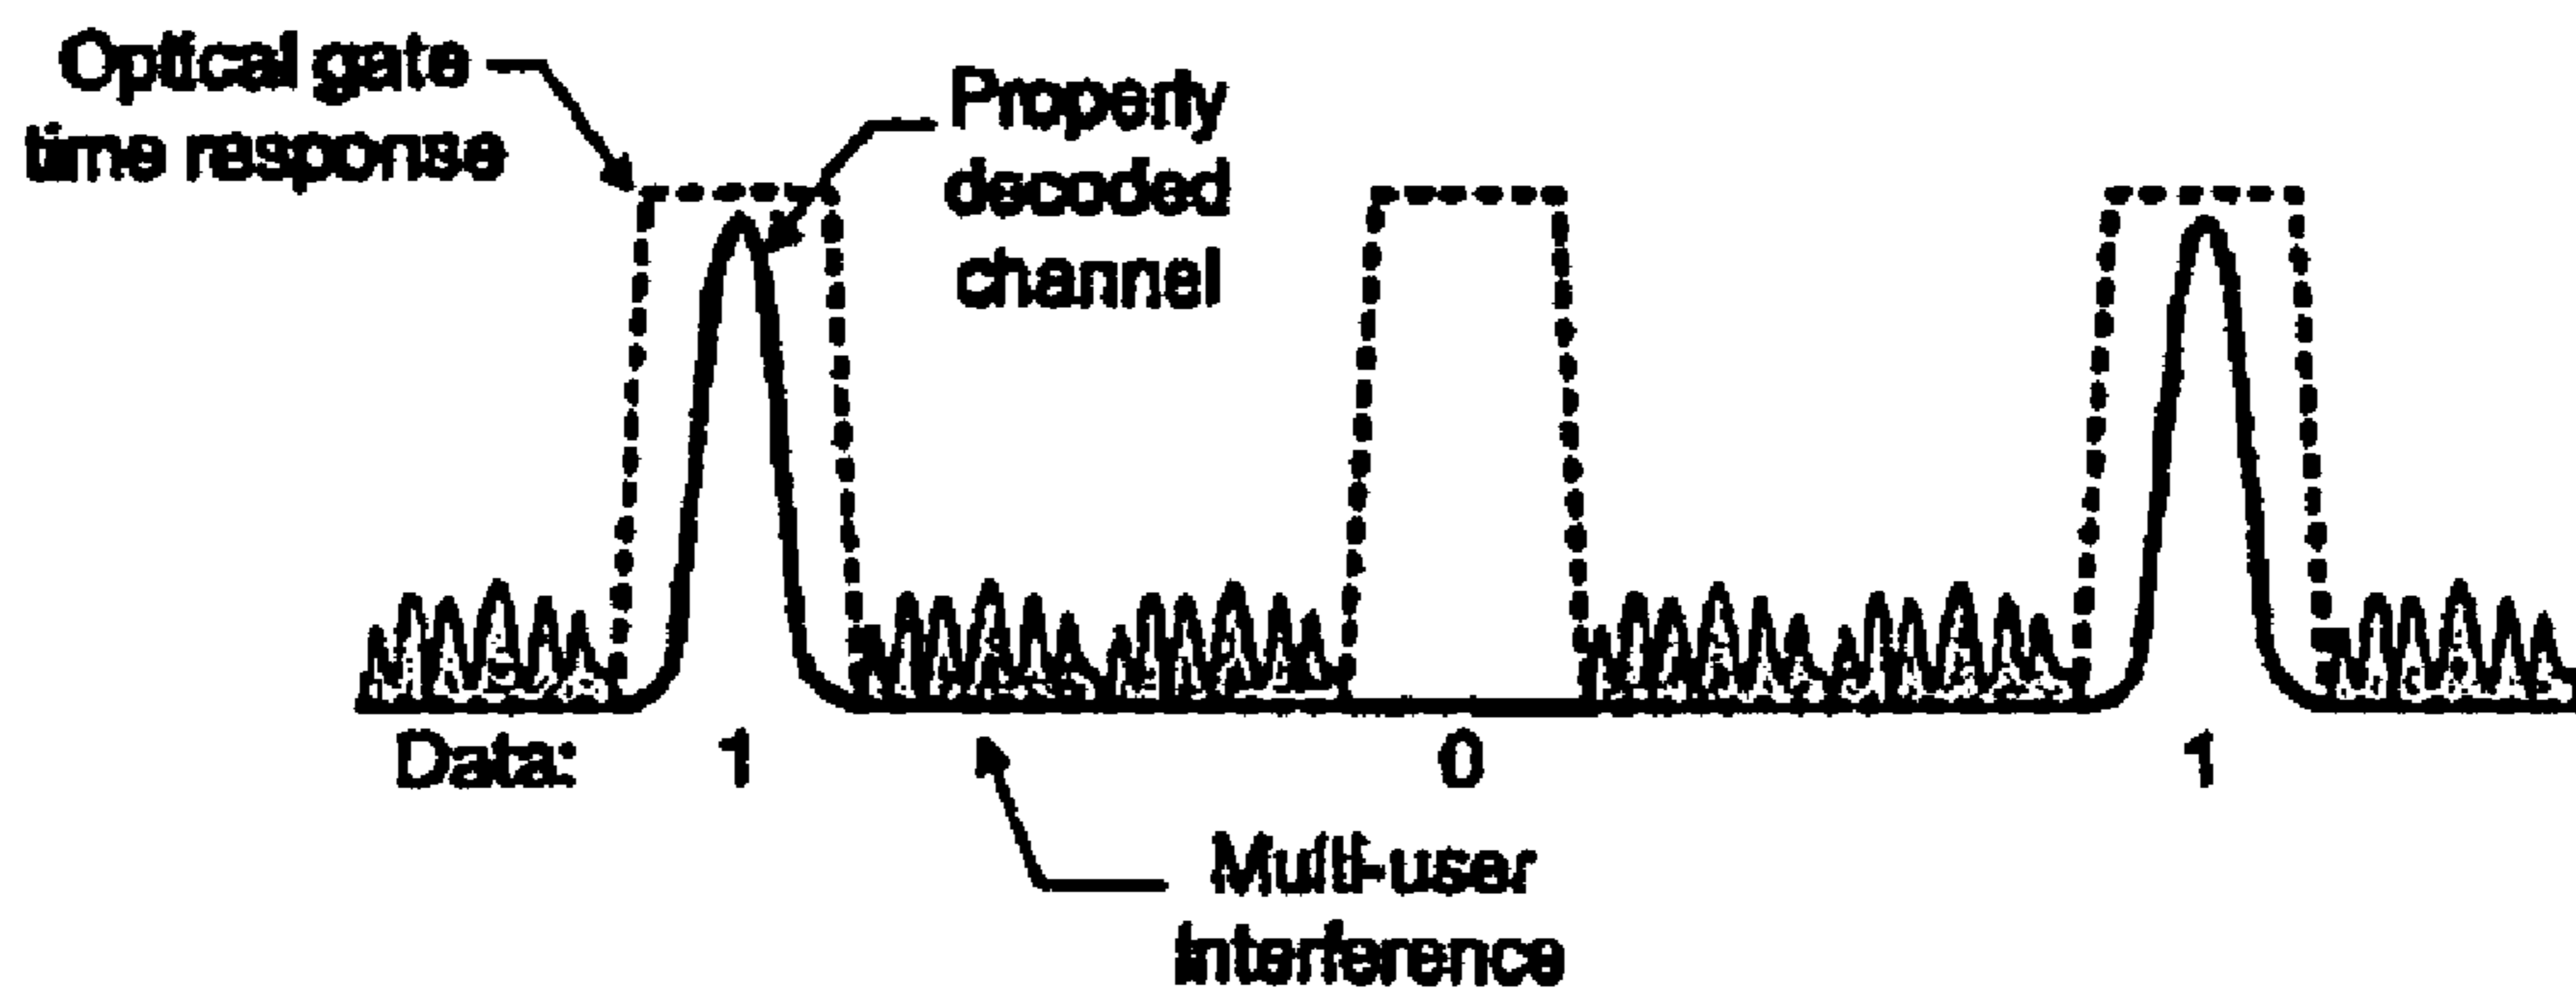 Optical gate
time response
Properly
decoded
channel
Data: 1 0 1
Multi-user
interference